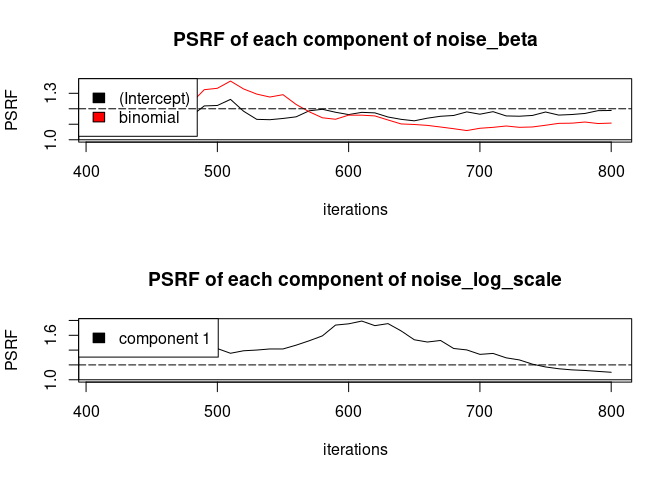 PSRF of each component of noise_beta
PSRF
1.3
1.0
(Intercept)
binomial
400 500 600 700 800
iterations
PSRF of each component of noise_log_scale
PSRF
1.6
1.0
component 1
400 500 600 700 800
iterations